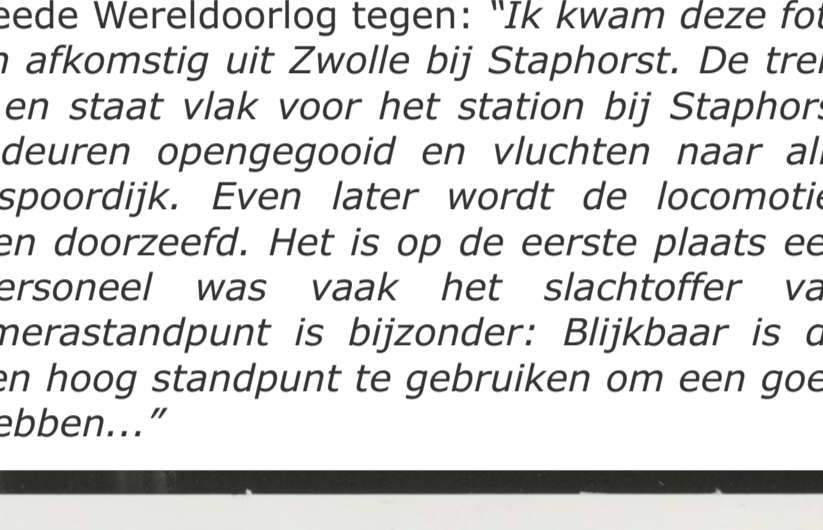 eede Wereldoorlog tegen: “Ik kwam deze fot
n afkomstig uit Zwolle bij Staphorst. De trei
en staat vlak voor het station bij Staphors
deuren opengegooid en vluchten naar all
spoordijk. Even later wordt de locomotie
en doorzeefd. Het is op de eerste plaats ee
ersoneel was vaak het slachtoffer va
merastandpunt is bijzonder: Blijkbaar is d
en hoog standpunt te gebruiken om een goe
ebben...”